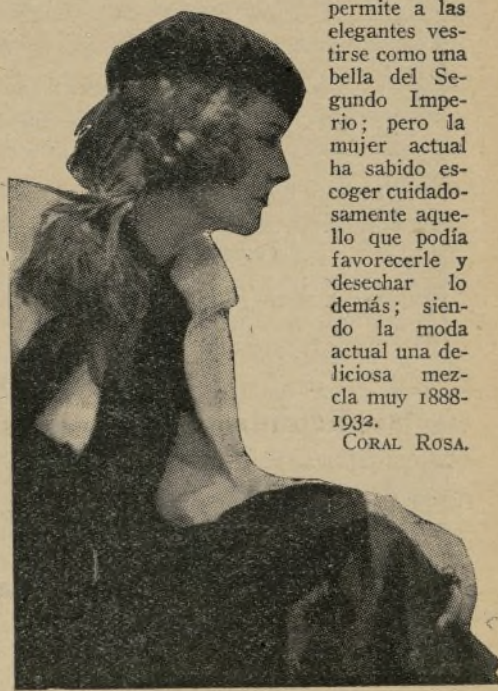 permite a las
elegantes ves-
tirse como una
bella del Se-
gundo Impe-
rio; pero la
mujer actual
ha sabido es-
coger cuidado-
samente aque-
llo que podía
favorecerle y
desechar lo
demás; sien-
do la moda
actual una de-
liciosa mez-
cla muy 1888-
1932.
CORAL ROSA.